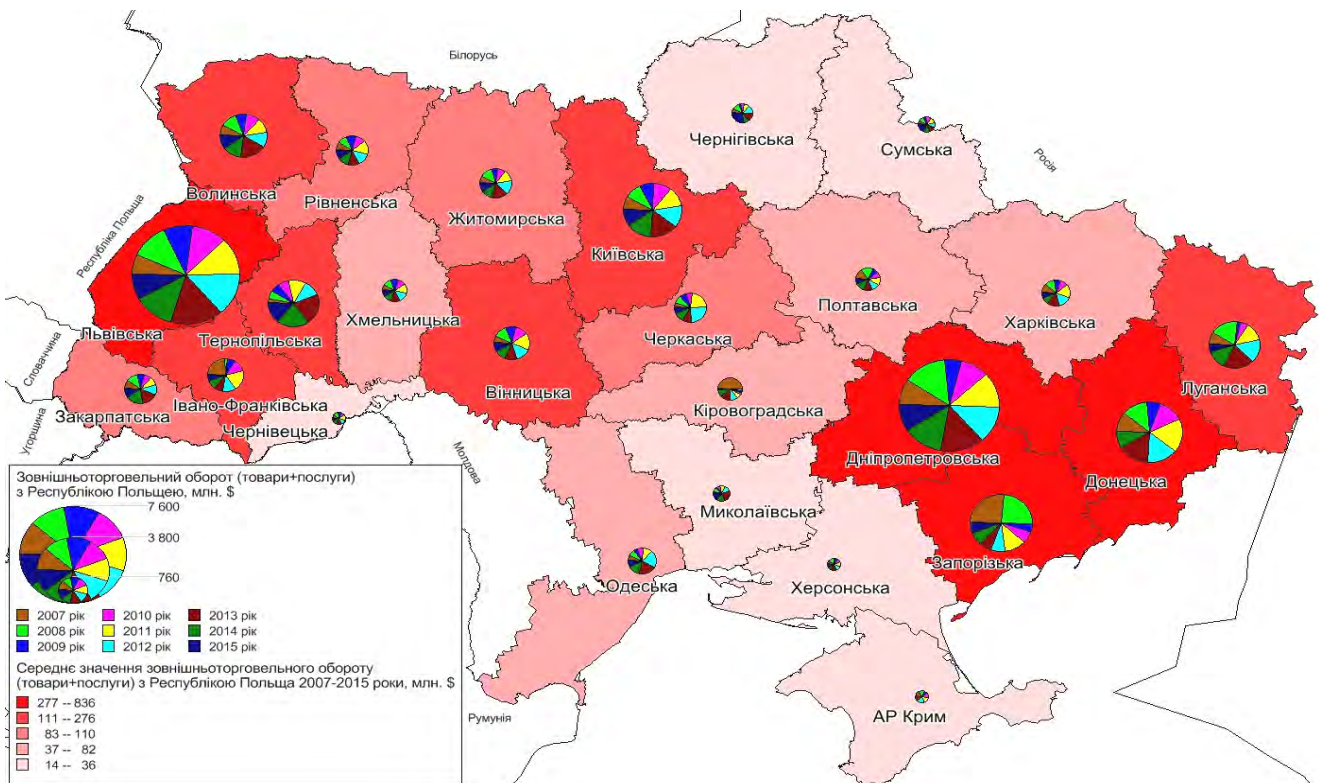 Білорусь
Чернігівська
Сумська
Росія
Волинська
Рівненська
Житомирська
Республіка Польща
Київська
Львівська
Тернопільська
Хмельницька
Полтавська
Харківська
Черкаська
Словаччина
Вінницька
Луганська
Закарпатська
Івано-Франківська
Кіровоградська
Угорщина
Чернівецька
Молдова
Дніпропетровська
Донецька
Зовнішньоторговельний оборот (товари+послуги)
з Республікою Польщею, млн. $
7 600
3 800
760
Миколаївська
Запорізька
Одеська
Херсонська
2007 рік 2010 рік 2013 рік
2008 рік 2011 рік 2014 рік
2009 рік 2012 рік 2015 рік
Середнє значення зовнішньоторговельного обороту
(товари+послуги) з Республікою Польща 2007-2015 роки, млн. $
277 -- 836
111 -- 276
83 -- 110
37 -- 82
14 -- 36
Румунія
АР Крим